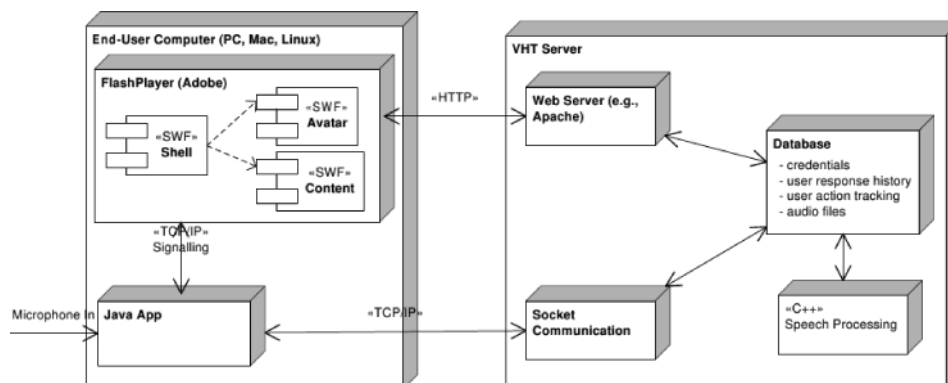 End-User Computer (PC, Mac, Linux)
FlashPlayer (Adobe)
«SWF»
Shell
«SWF»
Avatar
«SWF»
Content
«TCP/IP»
Signalling
Microphone In
Java App
«HTTP»
«TCP/IP»
VHT Server
Web Server (e.g.,
Apache)
Database
- credentials
- user response history
- user action tracking
- audio files
Socket
Communication
«C++»
Speech Processing